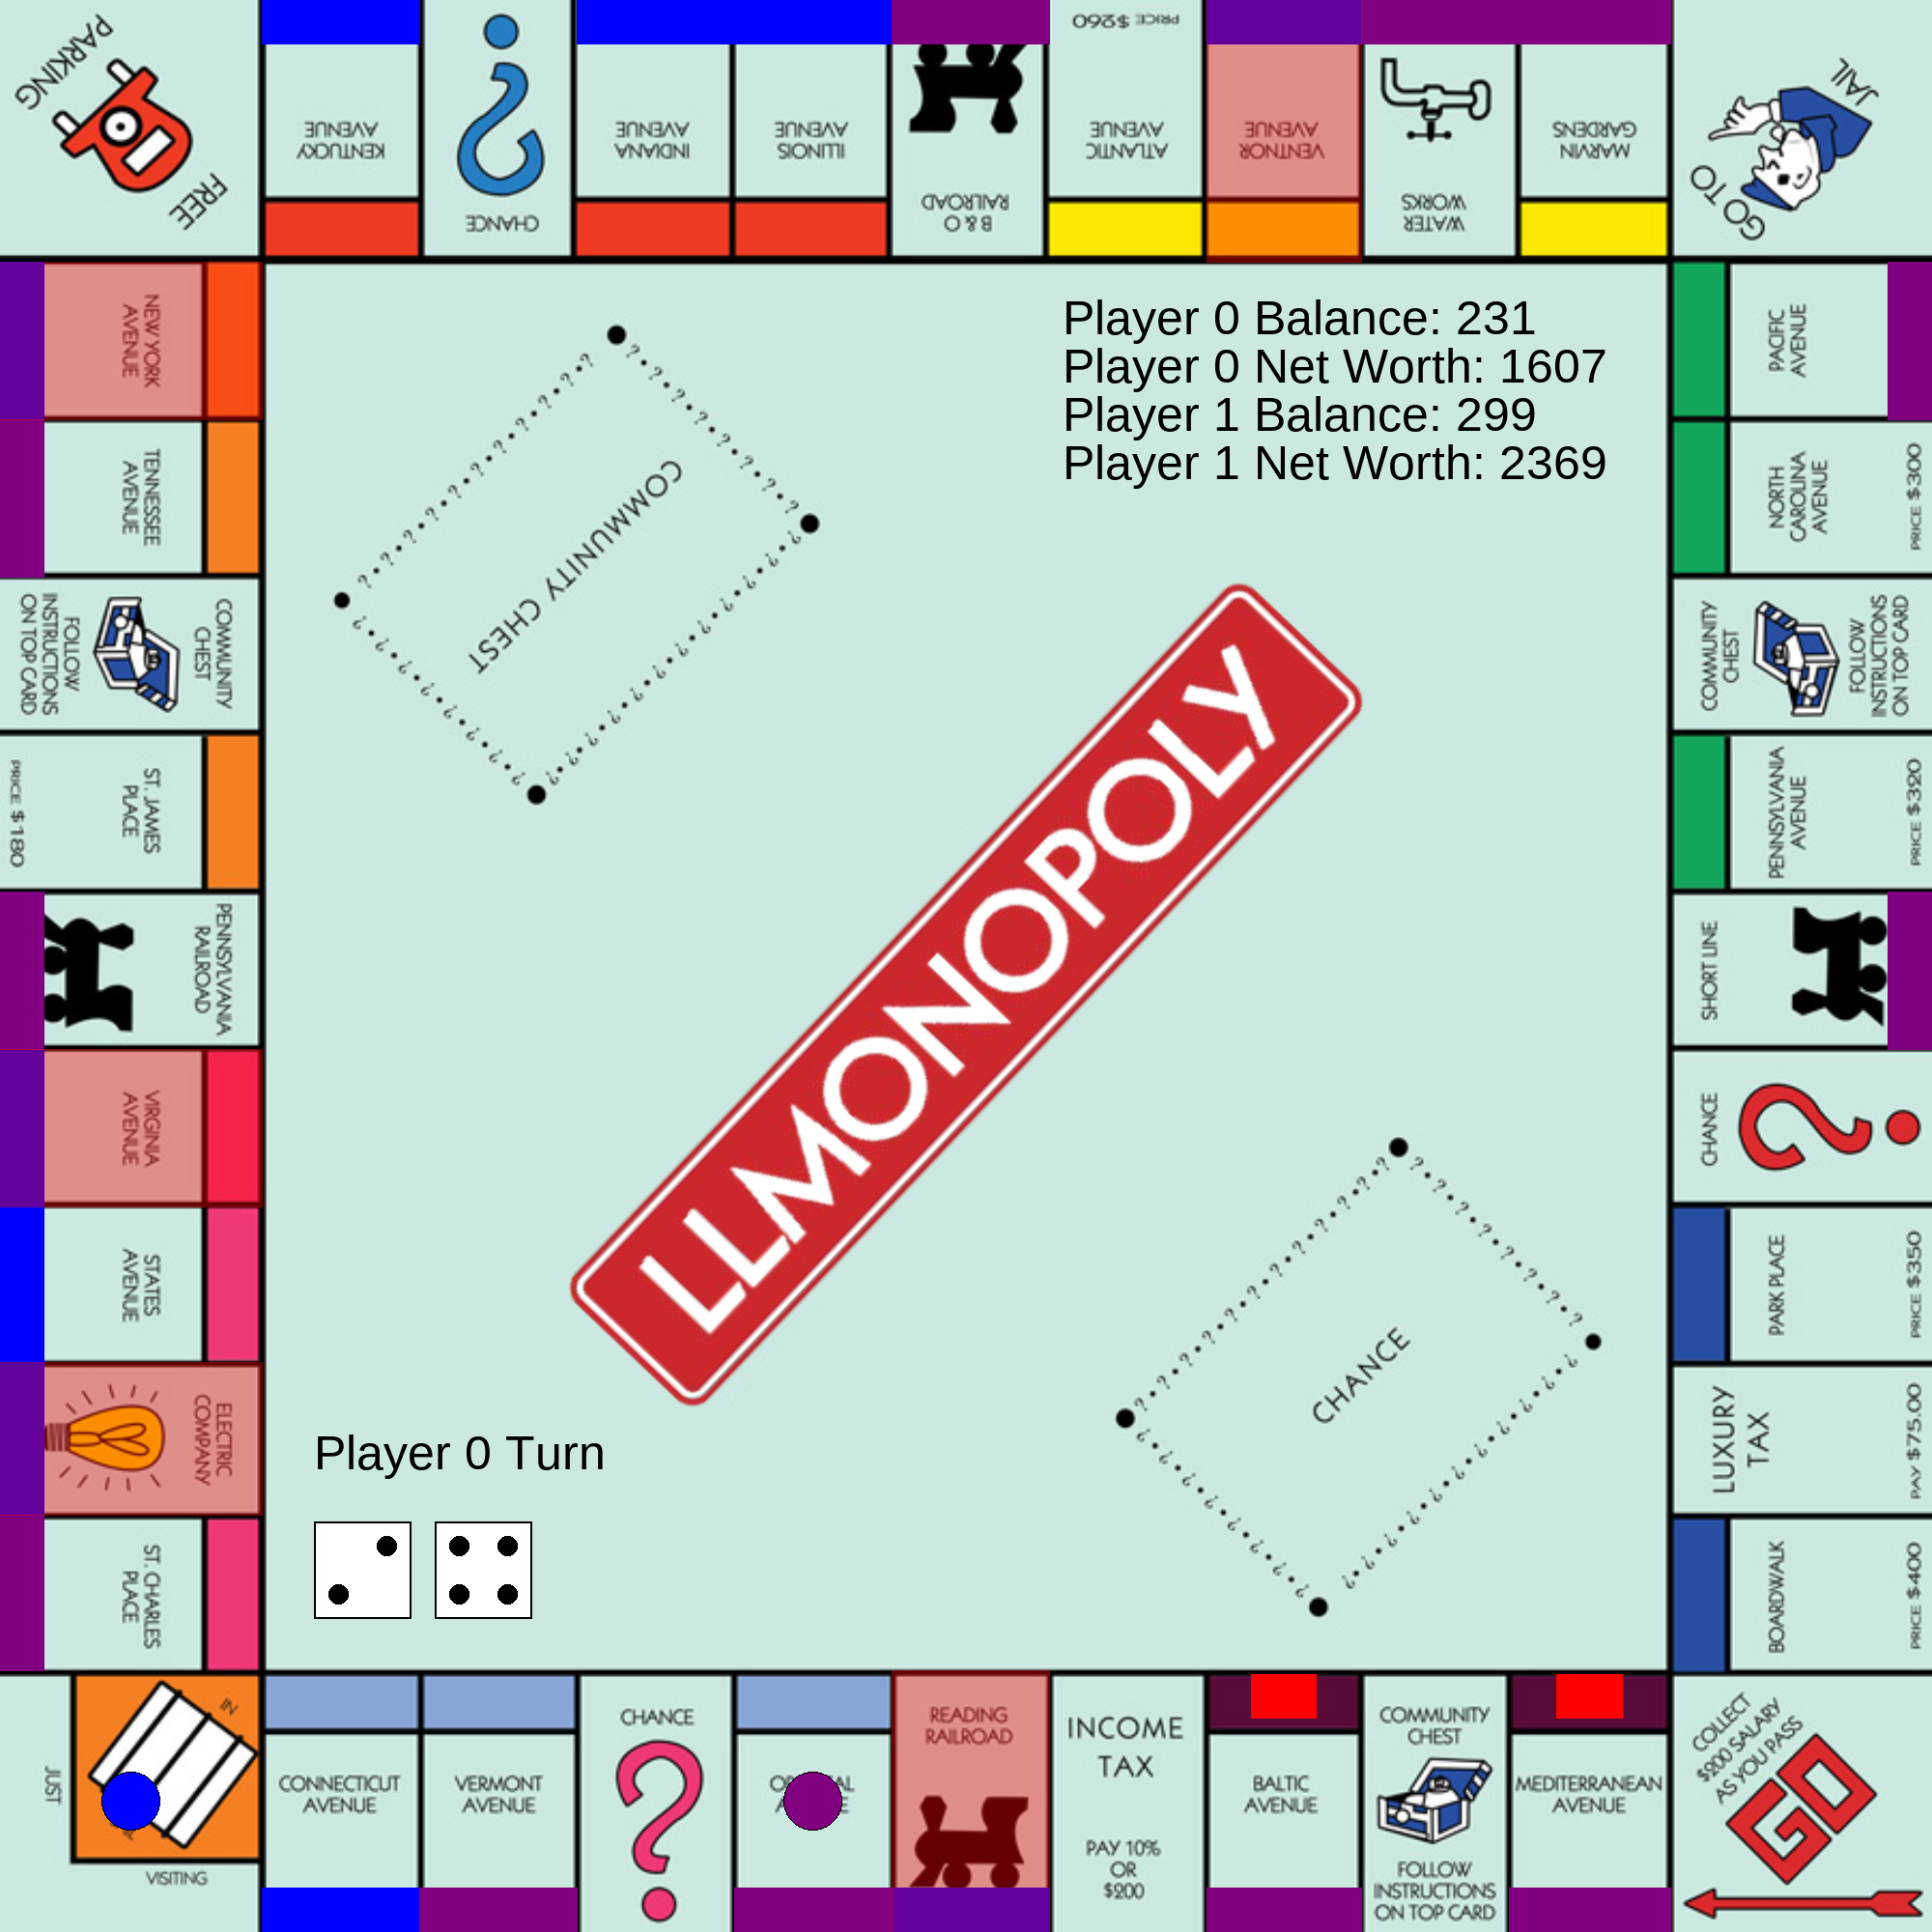 PARKING
FREE
KENTUCKY
AVENUE
CHANCE
INDIANA
AVENUE
ILLINOIS
AVENUE
B & O
RAILROAD
ATLANTIC
AVENUE
PRICE $260
VENTNOR
AVENUE
WATER
WORKS
MARVIN
GARDENS
GO TO
JAIL
NEW YORK
AVENUE
TENNESSEE
AVENUE
COMMUNITY
CHEST
FOLLOW
INSTRUCTIONS
ON TOP CARD
ST. JAMES
PLACE
PRICE $180
PENNSYLVANIA
RAILROAD
VIRGINIA
AVENUE
STATES
AVENUE
ELECTRIC
COMPANY
ST. CHARLES
PLACE
Player 0 Balance: 231
Player 0 Net Worth: 1607
Player 1 Balance: 299
Player 1 Net Worth: 2369
COMMUNITY CHEST
LLMONOPOLY
CHANCE
Player 0 Turn
PACIFIC
AVENUE
NORTH
CAROLINA
AVENUE
PRICE $300
COMMUNITY
CHEST
FOLLOW
INSTRUCTIONS
ON TOP CARD
PENNSYLVANIA
AVENUE
PRICE $320
SHORT LINE
CHANCE
PARK PLACE
PRICE $350
LUXURY
TAX
PAY $75.00
BOARDWALK
PRICE $400
JUST
VISITING
IN
CONNECTICUT
AVENUE
VERMONT
AVENUE
CHANCE
READING
RAILROAD
INCOME
TAX
PAY 10%
OR
$200
BALTIC
AVENUE
COMMUNITY
CHEST
FOLLOW
INSTRUCTIONS
ON TOP CARD
MEDITERRANEAN
AVENUE
COLLECT
$200 SALARY
AS YOU PASS
GO